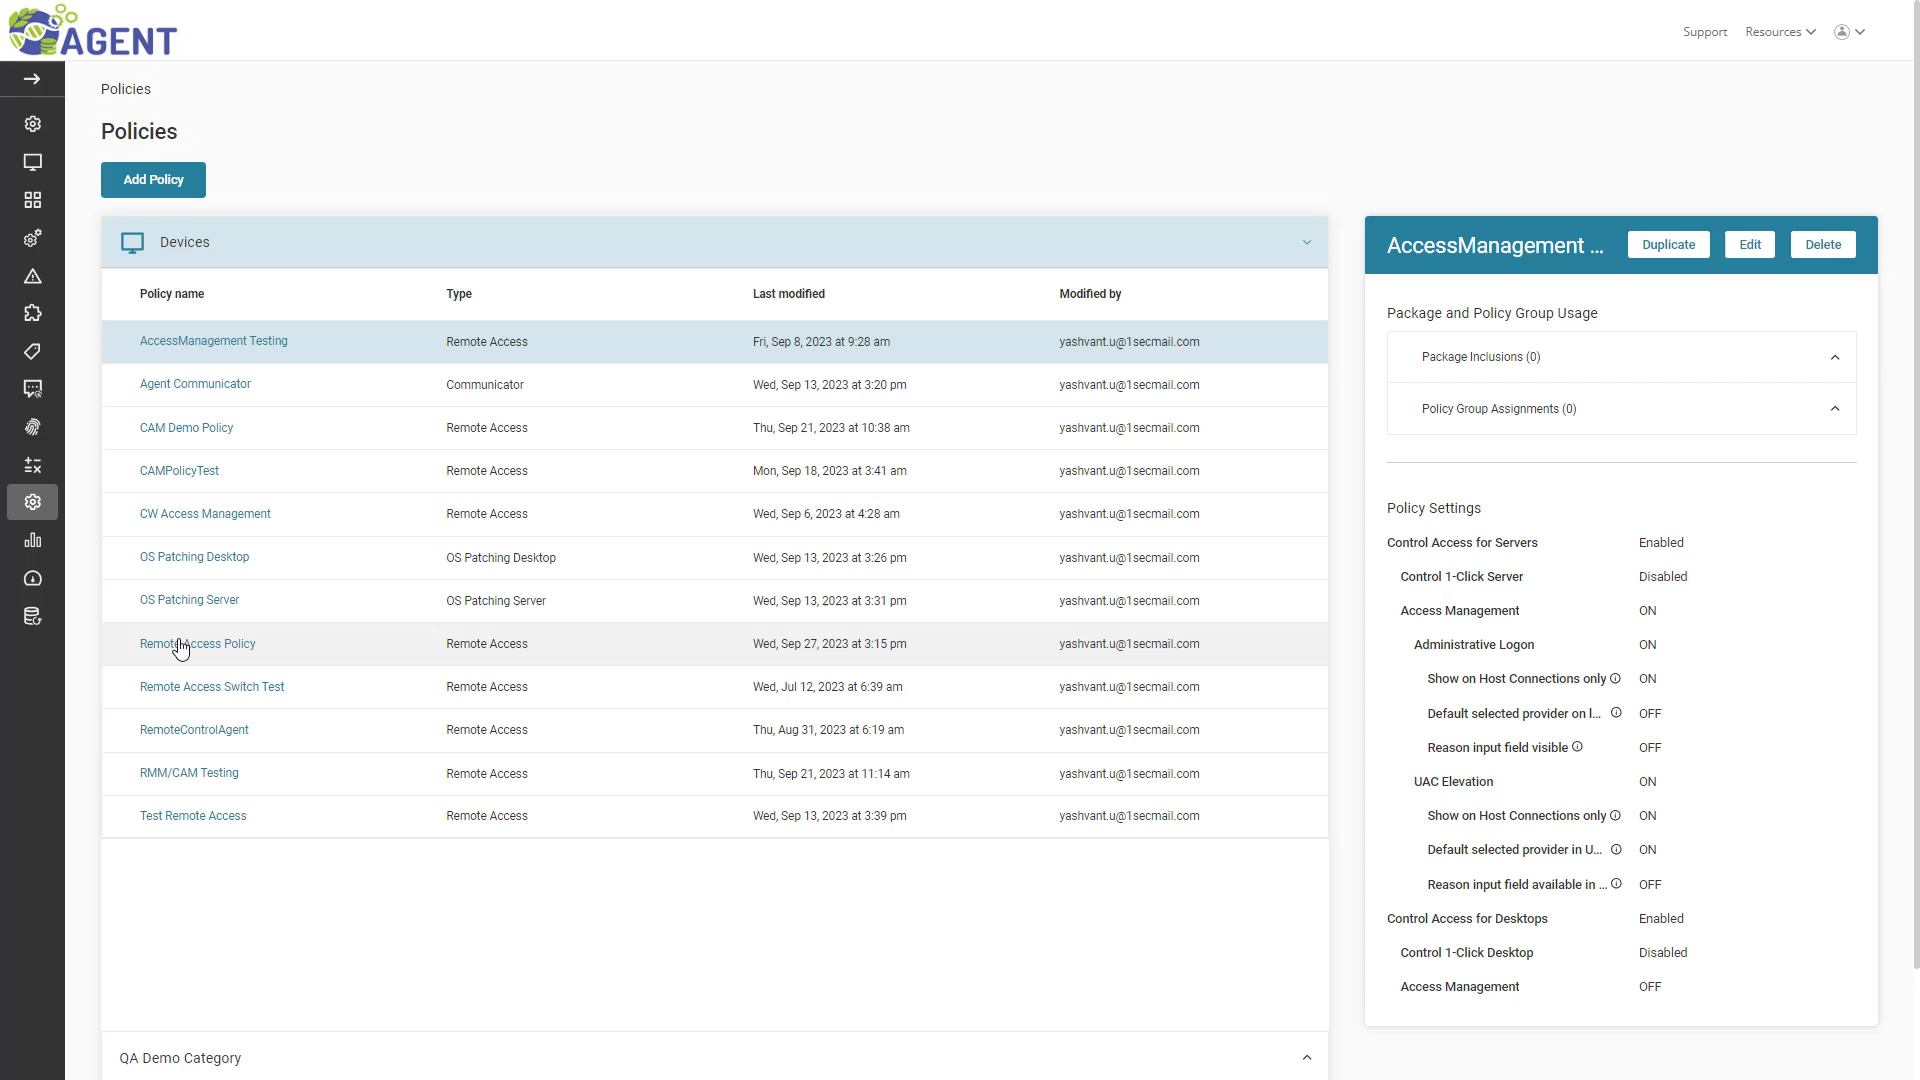 AGENT
Support
Resources
Policies
Policies
Add Policy
Devices
Policy name Type Last modified Modified by
AccessManagement Testing Remote Access Fri, Sep 8, 2023 at 9:28 am yashvant.u@1secmail.com
Agent Communicator Communicator Wed, Sep 13, 2023 at 3:20 pm yashvant.u@1secmail.com
CAM Demo Policy Remote Access Thu, Sep 21, 2023 at 10:38 am yashvant.u@1secmail.com
CAMPolicyTest Remote Access Mon, Sep 18, 2023 at 3:41 am yashvant.u@1secmail.com
CW Access Management Remote Access Wed, Sep 6, 2023 at 4:28 am yashvant.u@1secmail.com
OS Patching Desktop OS Patching Desktop Wed, Sep 13, 2023 at 3:26 pm yashvant.u@1secmail.com
OS Patching Server OS Patching Server Wed, Sep 13, 2023 at 3:31 pm yashvant.u@1secmail.com
Remote Access Policy Remote Access Wed, Sep 27, 2023 at 3:15 pm yashvant.u@1secmail.com
Remote Access Switch Test Remote Access Wed, Jul 12, 2023 at 6:39 am yashvant.u@1secmail.com
RemoteControlAgent Remote Access Thu, Aug 31, 2023 at 6:19 am yashvant.u@1secmail.com
RMM/CAM Testing Remote Access Thu, Sep 21, 2023 at 11:14 am yashvant.u@1secmail.com
Test Remote Access Remote Access Wed, Sep 13, 2023 at 3:39 pm yashvant.u@1secmail.com
QA Demo Category
AccessManagement ...
Duplicate
Edit
Delete
Package and Policy Group Usage
Package Inclusions (0)
Policy Group Assignments (0)
Policy Settings
Control Access for Servers Enabled
Control 1-Click Server Disabled
Access Management ON
Administrative Logon ON
Show on Host Connections only ON
Default selected provider on l... OFF
Reason input field visible OFF
UAC Elevation ON
Show on Host Connections only ON
Default selected provider in U... ON
Reason input field available in ... OFF
Control Access for Desktops Enabled
Control 1-Click Desktop Disabled
Access Management OFF